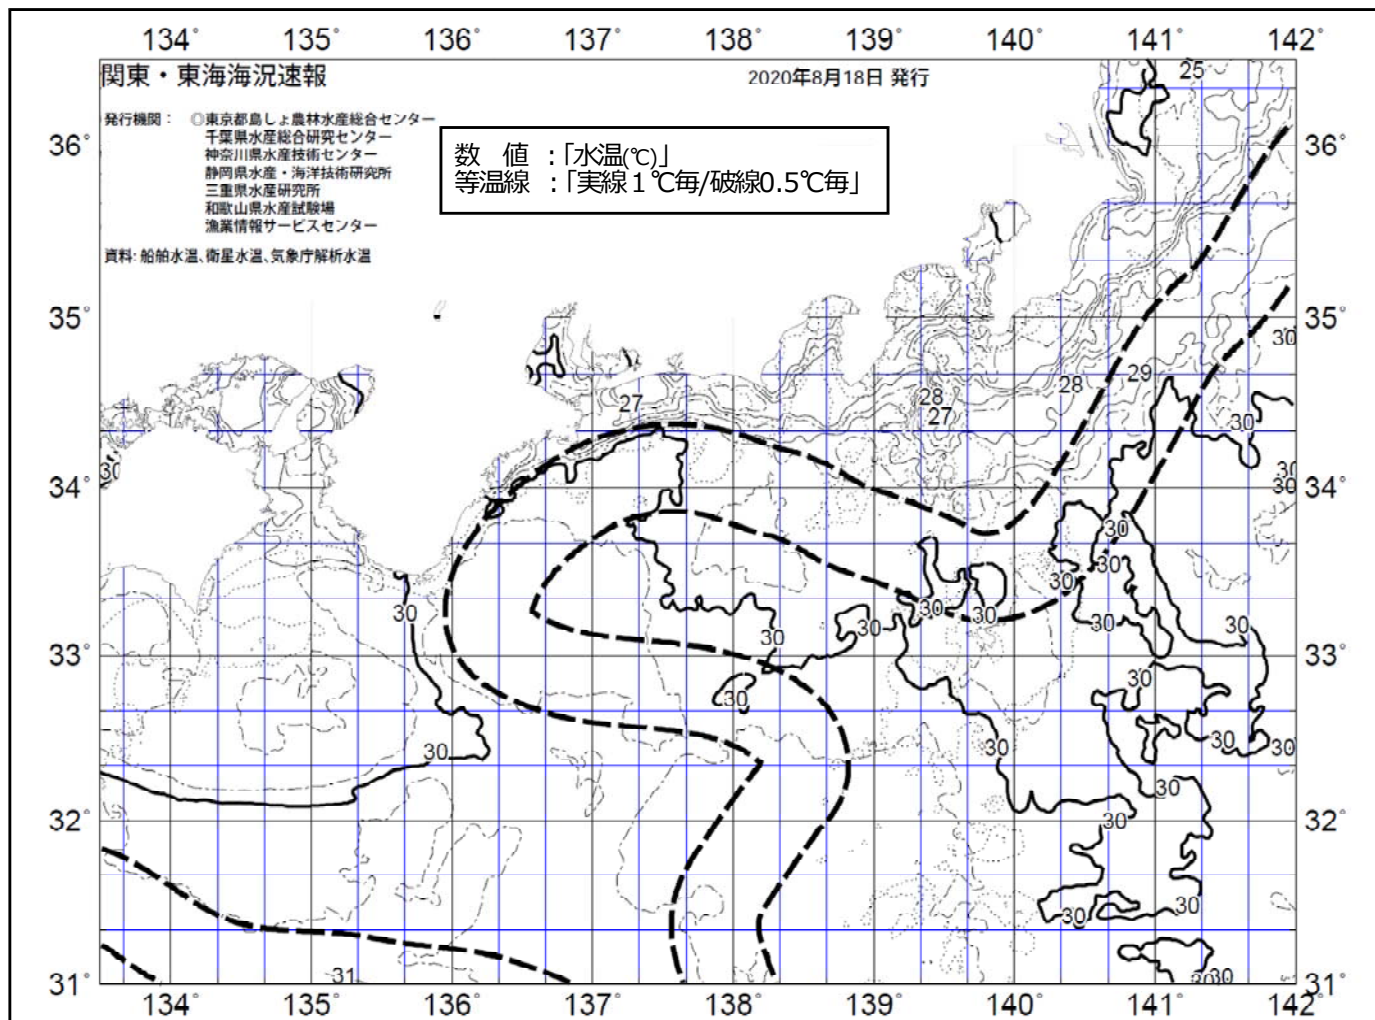 134° 135° 136° 137° 138° 139° 140° 141° 142°
関東・東海海況速報
2020年8月18日 発行
発行機関： ◎東京都島しょ農林水産総合センター
千葉県水産総合研究センター
神奈川県水産技術センター
静岡県水産・海洋技術研究所
三重県水産研究所
和歌山県水産試験場
漁業情報サービスセンター
資料: 船舶水温、衛星水温、気象庁解析水温
数 値 ：「水温(℃)」
等温線 ：「実線１℃毎/破線0.5℃毎」
25
36° 36°
35° 35°
30
28 29
27 28
27
30
30 30
34° 34°
30
30
30
30 30
30 30
30
30 30 30
33° 33°
30
30
30 30 30 30
30
32° 30 32°
30 30
31 30 30
31° 31°
134° 135° 136° 137° 138° 139° 140° 141° 142°